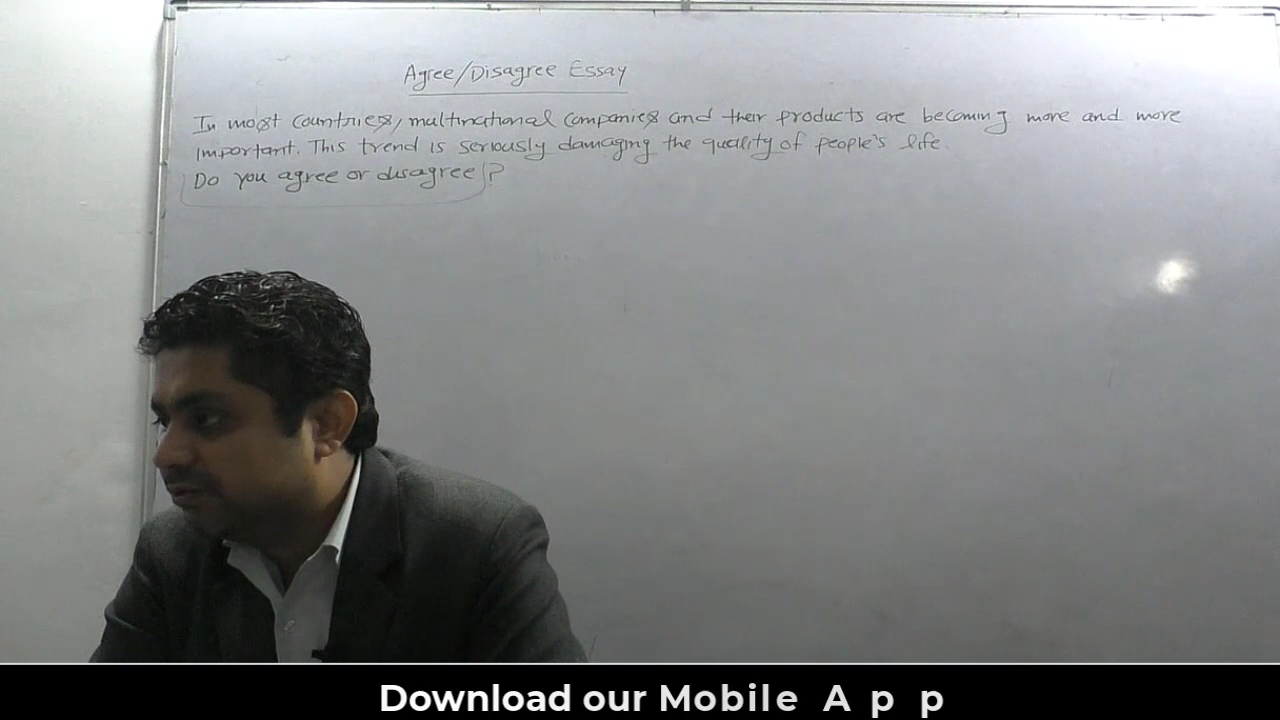 Agree/Disagree Essay
In most countries, multinational companies and their products are becoming more and more
important. This trend is seriously damaging the quality of people's life.
Do you agree or disagree?
Download our Mobile App